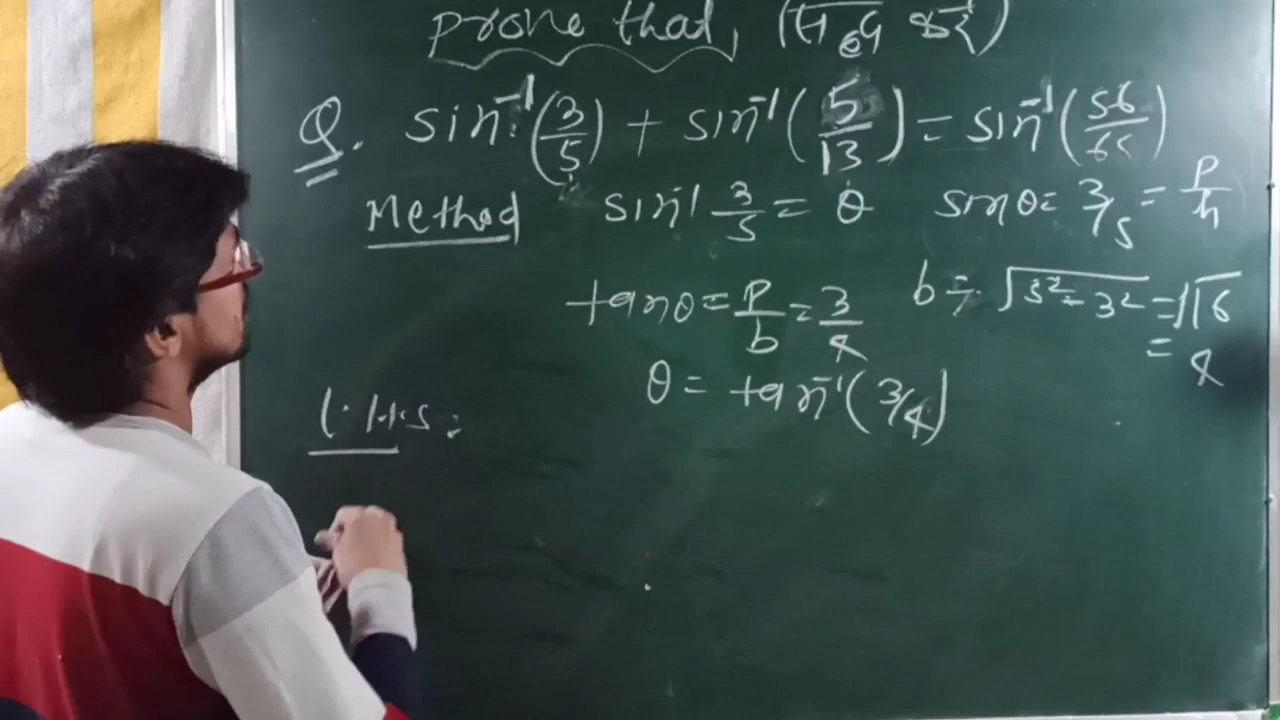 prove that, (सिद्ध करें)
Q. sin⁻¹(3/5) + sin⁻¹(5/13) = sin⁻¹(56/65)
Method sin⁻¹ 3/5 = θ sinθ = 3/5 = P/h
tanθ = P/b = 3/4 b = √5² - 3² = √16
= 4
θ = tan⁻¹(3/4)
L.H.S: